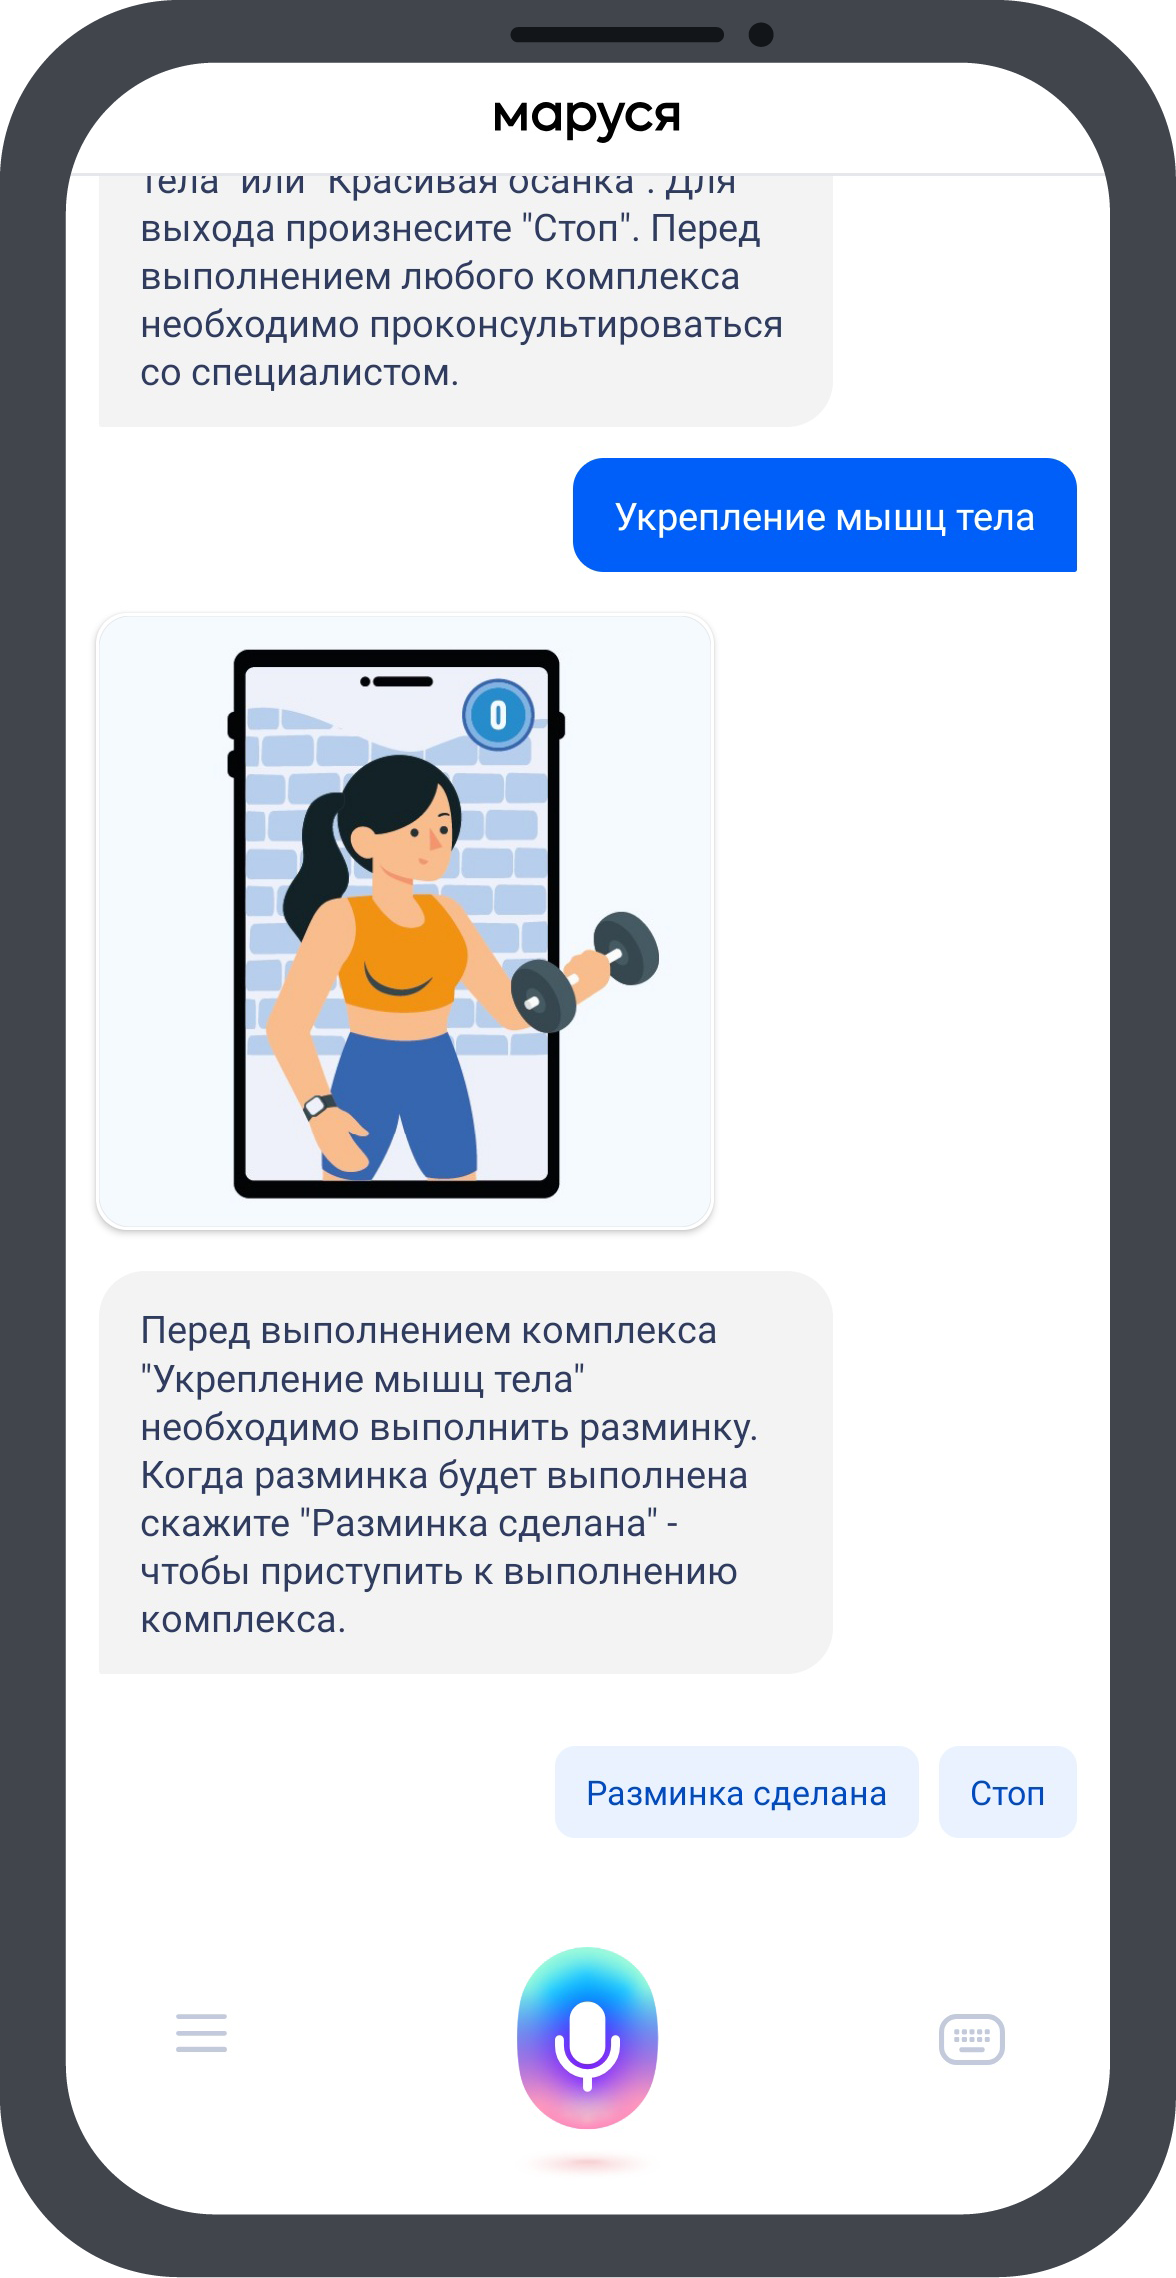 маруся
тела" или "Красивая осанка". Для
выхода произнесите "Стоп". Перед
выполнением любого комплекса
необходимо проконсультироваться
со специалистом.
Укрепление мышц тела
0
Перед выполнением комплекса
"Укрепление мышц тела"
необходимо выполнить разминку.
Когда разминка будет выполнена
скажите "Разминка сделана" -
чтобы приступить к выполнению
комплекса.
Разминка сделана
Стоп